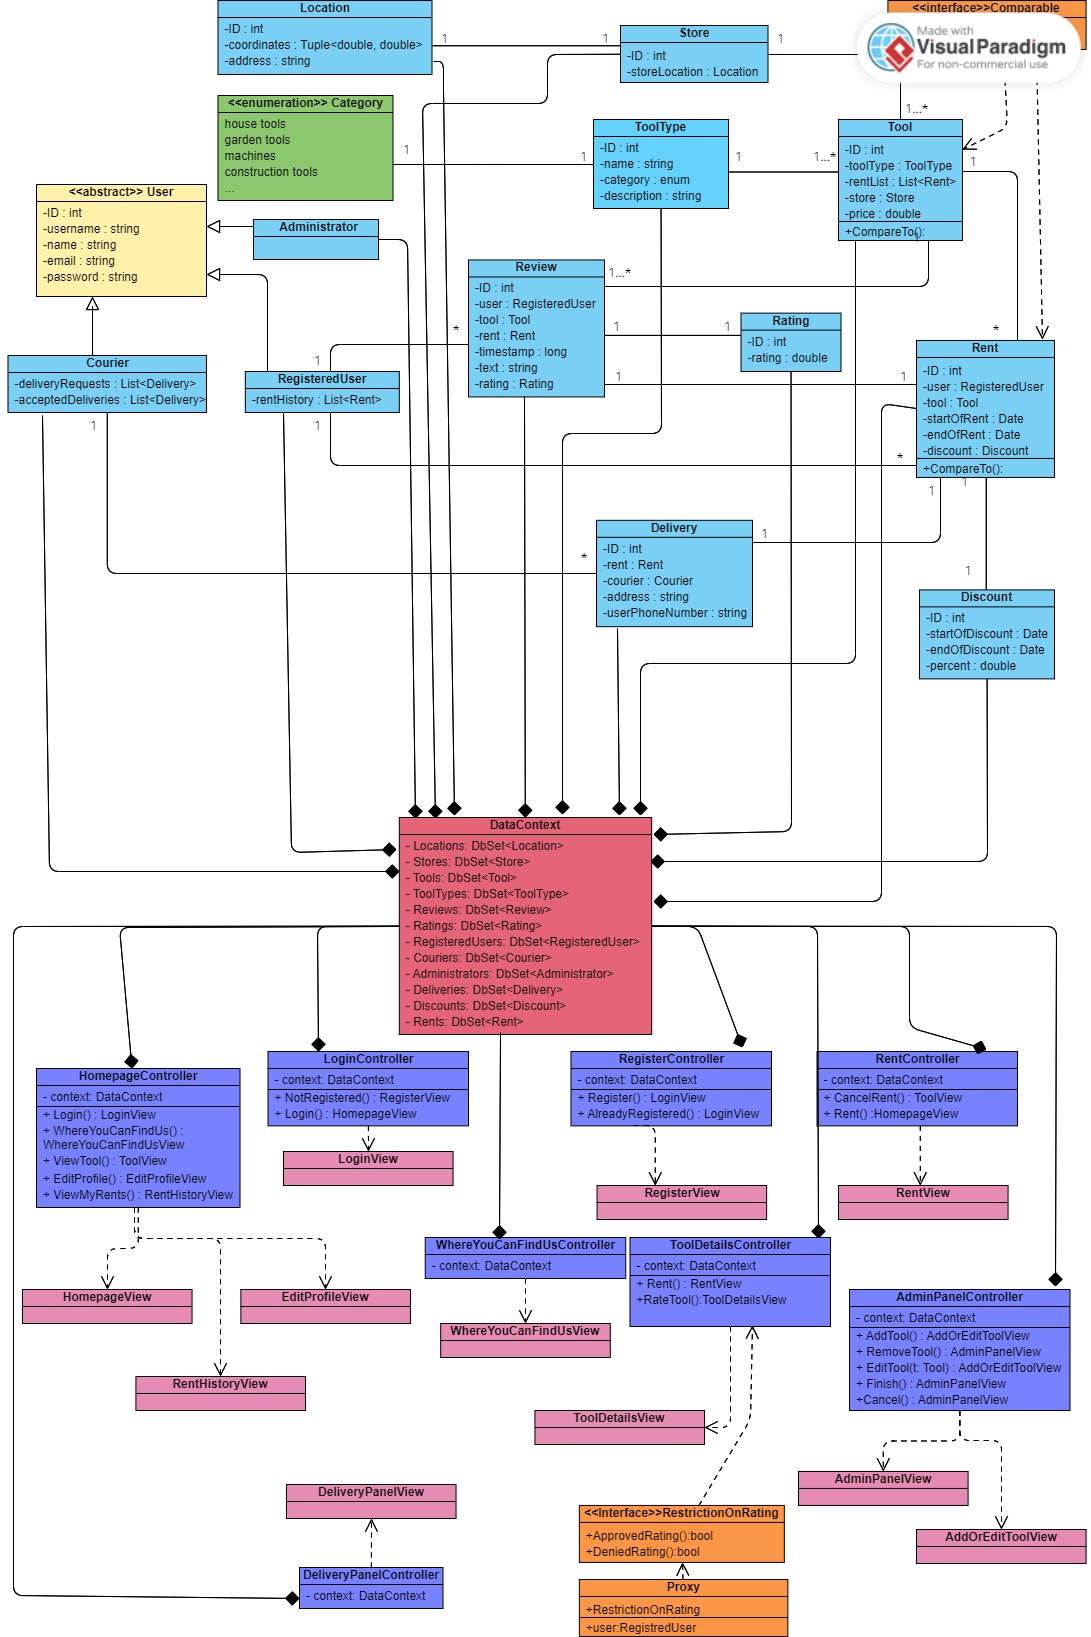 Location
-ID : int
-coordinates : Tuple<double, double>
-address : string
1
1
Store
-ID : int
-storeLocation : Location
1
<<interface>>Comparable
Made with
VisualParadigm
For non-commercial use
<<enumeration>> Category
house tools
garden tools
machines
construction tools
...
1
1
ToolType
-ID : int
-name : string
-category : enum
-description : string
1
1...*
1...*
Tool
-ID : int
-toolType : ToolType
-rentList : List<Rent>
-store : Store
-price : double
+CompareTo():
1
1
<<abstract>> User
-ID : int
-username : string
-name : string
-email : string
-password : string
Administrator
Review
-ID : int
-user : RegisteredUser
-tool : Tool
-rent : Rent
-timestamp : long
-text : string
-rating : Rating
1...*
1
1
1
1
*
*
Rating
-ID : int
-rating : double
Rent
-ID : int
-user : RegisteredUser
-tool : Tool
-startOfRent : Date
-endOfRent : Date
-discount : Discount
+CompareTo():
Courier
-deliveryRequests : List<Delivery>
-acceptedDeliveries : List<Delivery>
1
1
RegisteredUser
-rentHistory : List<Rent>
1
*
1
1
Delivery
-ID : int
-rent : Rent
-courier : Courier
-address : string
-userPhoneNumber : string
1
*
1
Discount
-ID : int
-startOfDiscount : Date
-endOfDiscount : Date
-percent : double
DataContext
- Locations: DbSet<Location>
- Stores: DbSet<Store>
- Tools: DbSet<Tool>
- ToolTypes: DbSet<ToolType>
- Reviews: DbSet<Review>
- Ratings: DbSet<Rating>
- RegisteredUsers: DbSet<RegisteredUser>
- Couriers: DbSet<Courier>
- Administrators: DbSet<Administrator>
- Deliveries: DbSet<Delivery>
- Discounts: DbSet<Discount>
- Rents: DbSet<Rent>
HomepageController
- context: DataContext
+ Login() : LoginView
+ WhereYouCanFindUs() :
WhereYouCanFindUsView
+ ViewTool() : ToolView
+ EditProfile() : EditProfileView
+ ViewMyRents() : RentHistoryView
LoginController
- context: DataContext
+ NotRegistered() : RegisterView
+ Login() : HomepageView
RegisterController
- context: DataContext
+ Register() : LoginView
+ AlreadyRegistered() : LoginView
RentController
- context: DataContext
+ CancelRent() : ToolView
+ Rent() :HomepageView
LoginView
RegisterView
RentView
WhereYouCanFindUsController
- context: DataContext
ToolDetailsController
- context: DataContext
+ Rent() : RentView
+RateTool():ToolDetailsView
AdminPanelController
- context: DataContext
+ AddTool() : AddOrEditToolView
+ RemoveTool() : AdminPanelView
+ EditTool(t: Tool) : AddOrEditToolView
+ Finish() : AdminPanelView
+Cancel() : AdminPanelView
HomepageView
EditProfileView
WhereYouCanFindUsView
RentHistoryView
ToolDetailsView
AdminPanelView
AddOrEditToolView
DeliveryPanelView
<<Interface>>RestrictionOnRating
+ApprovedRating():bool
+DeniedRating():bool
DeliveryPanelController
- context: DataContext
Proxy
+RestrictionOnRating
+user:RegistredUser